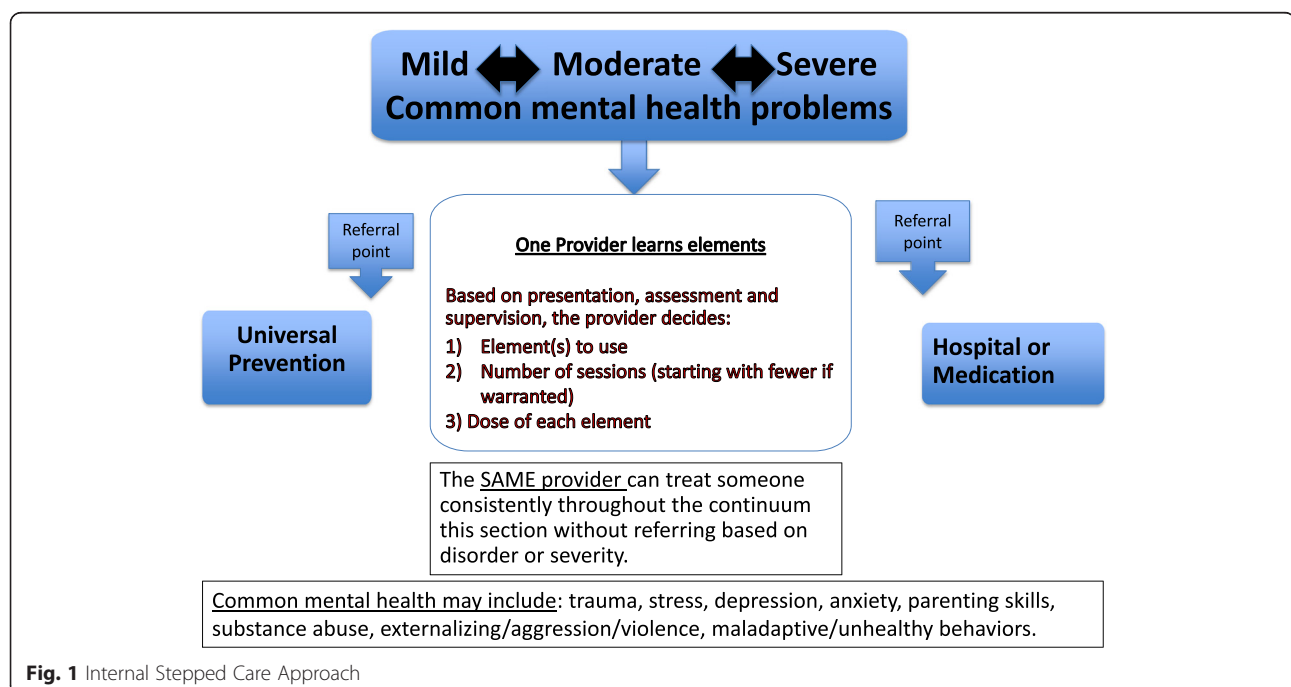 Mild Moderate Severe
Common mental health problems
Referral
point
Universal
Prevention
One Provider learns elements
Based on presentation, assessment and
supervision, the provider decides:
1) Element(s) to use
2) Number of sessions (starting with fewer if
warranted)
3) Dose of each element
Referral
point
Hospital or
Medication
The SAME provider can treat someone
consistently throughout the continuum
this section without referring based on
disorder or severity.
Common mental health may include: trauma, stress, depression, anxiety, parenting skills,
substance abuse, externalizing/aggression/violence, maladaptive/unhealthy behaviors.
Fig. 1 Internal Stepped Care Approach